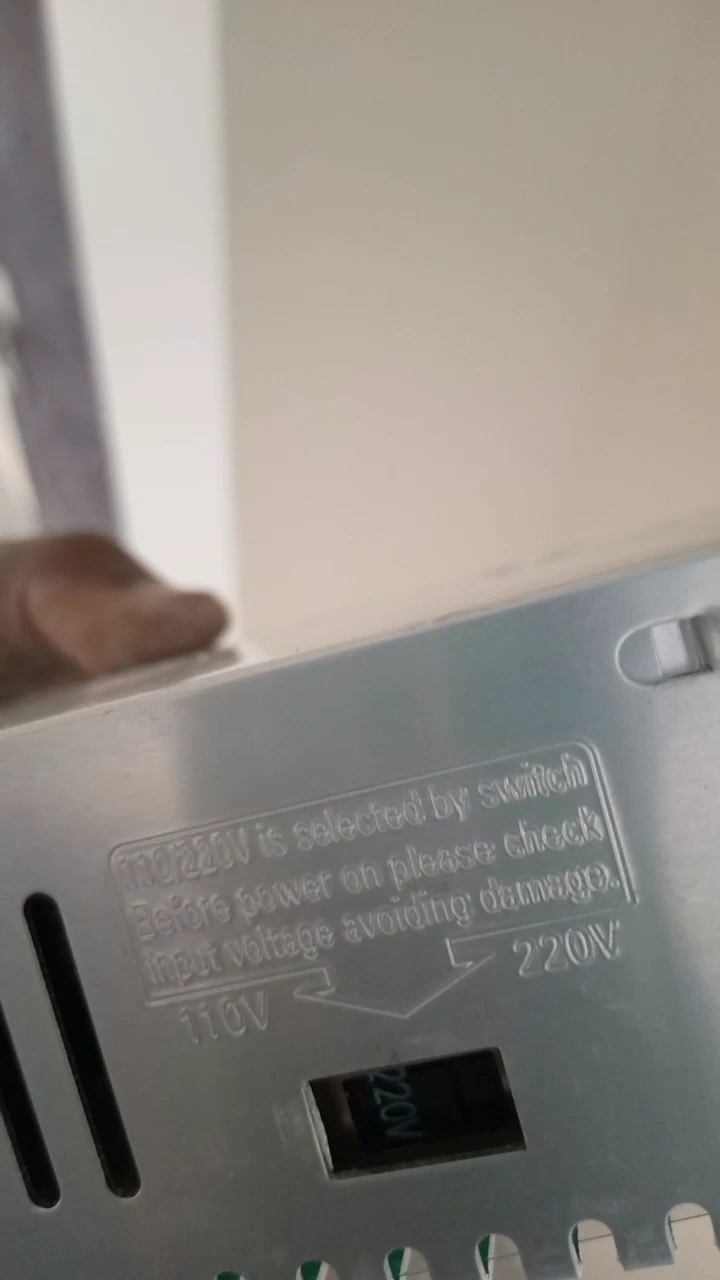 110/220V is selected by switch
Before power on please check
input voltage avoiding damage.
110V
220V
220V